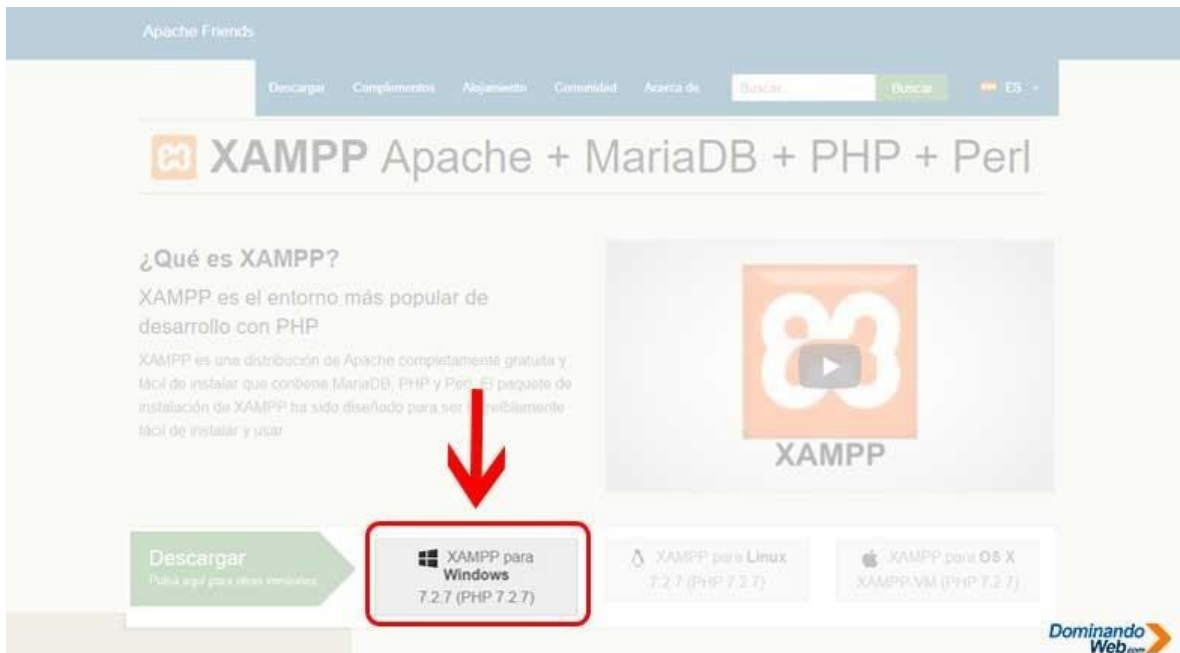 Apache Friends
Descargar Complementos Alojamiento Comunidad Acerca de Buscar... Buscar ES
XAMPP Apache + MariaDB + PHP + Perl
¿Qué es XAMPP?
XAMPP es el entorno más popular de
desarrollo con PHP
XAMPP es una distribución de Apache completamente gratuita y
fácil de instalar que contiene MariaDB, PHP y Perl. El paquete de
instalación de XAMPP ha sido diseñado para ser increíblemente
fácil de instalar y usar
XAMPP
Descargar
Pulsa aquí para otras versiones
XAMPP para
Windows
7.2.7 (PHP 7.2.7)
XAMPP para Linux
7.2.7 (PHP 7.2.7)
XAMPP para OS X
XAMPP-VM (PHP 7.2.7)
Dominando
Web.com